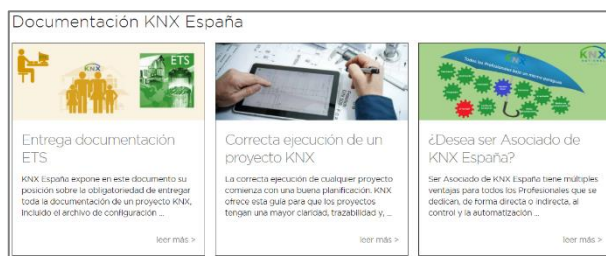 Documentación KNX España
KNX
ETS
Entrega documentación
ETS
KNX España expone en este documento su
posición sobre la obligatoriedad de entregar
toda la documentación de un proyecto KNX,
incluido el archivo de configuración ...
leer más >
Correcta ejecución de un
proyecto KNX
La correcta ejecución de cualquier proyecto
comienza con una buena planificación. KNX
ofrece esta guía para que los proyectos
tengan una mayor claridad, trazabilidad y, ...
leer más >
KNX
KNX
¿Desea ser Asociado de
KNX España?
Ser Asociado de KNX España tiene múltiples
ventajas para todos los Profesionales que se
dedican, de forma directa o indirecta, al
control y la automatización ...
leer más >